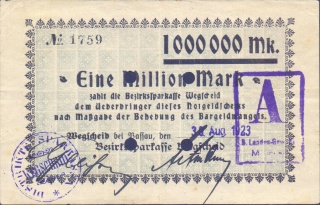 № 1759
1000000 Mk.
Eine Million Mark
zahlt die Bezirkssparkasse Wegscheid
dem Ueberbringer dieses Notgeldscheins
nach Maßgabe der Behebung des Bargeldmangels.
Wegscheid bei Passau, den Aug 1923
Bezirkssparkasse Wegscheid
A